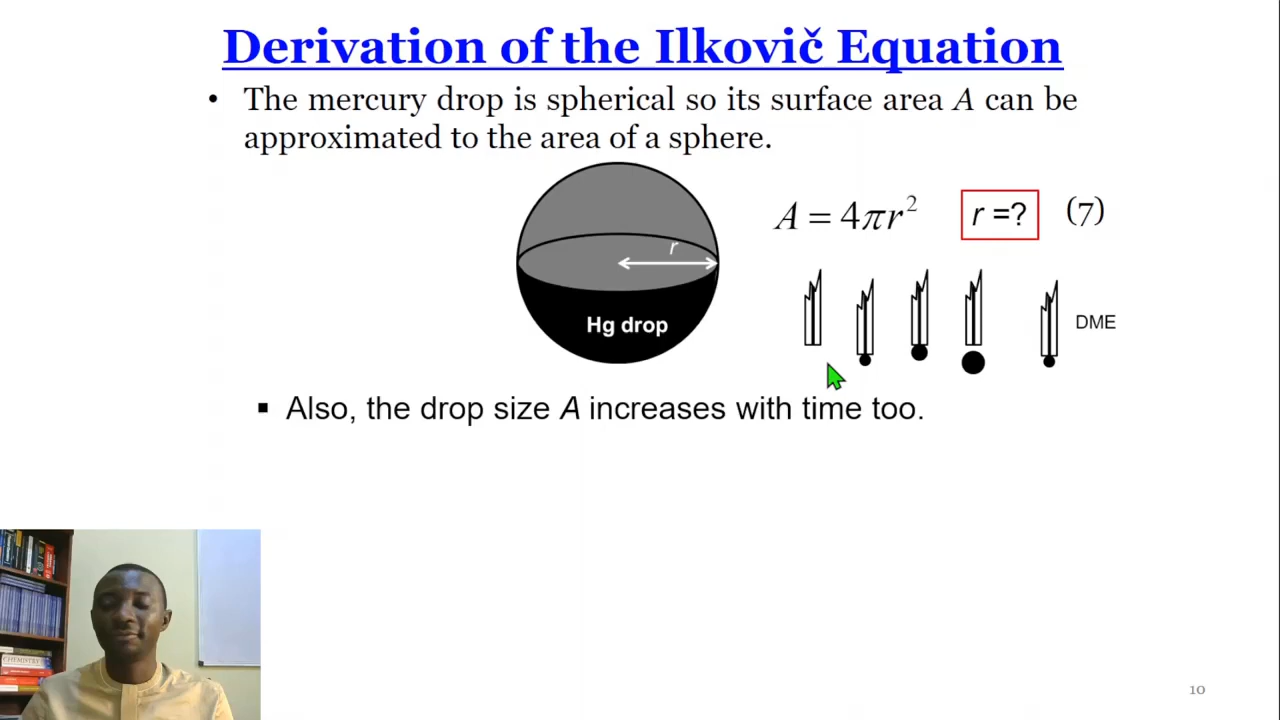 Derivation of the Ilkovič Equation
• The mercury drop is spherical so its surface area A can be
approximated to the area of a sphere.
r
Hg drop
A = 4πr² r =? (7)
DME
▪ Also, the drop size A increases with time too.
CHEMISTRY
10